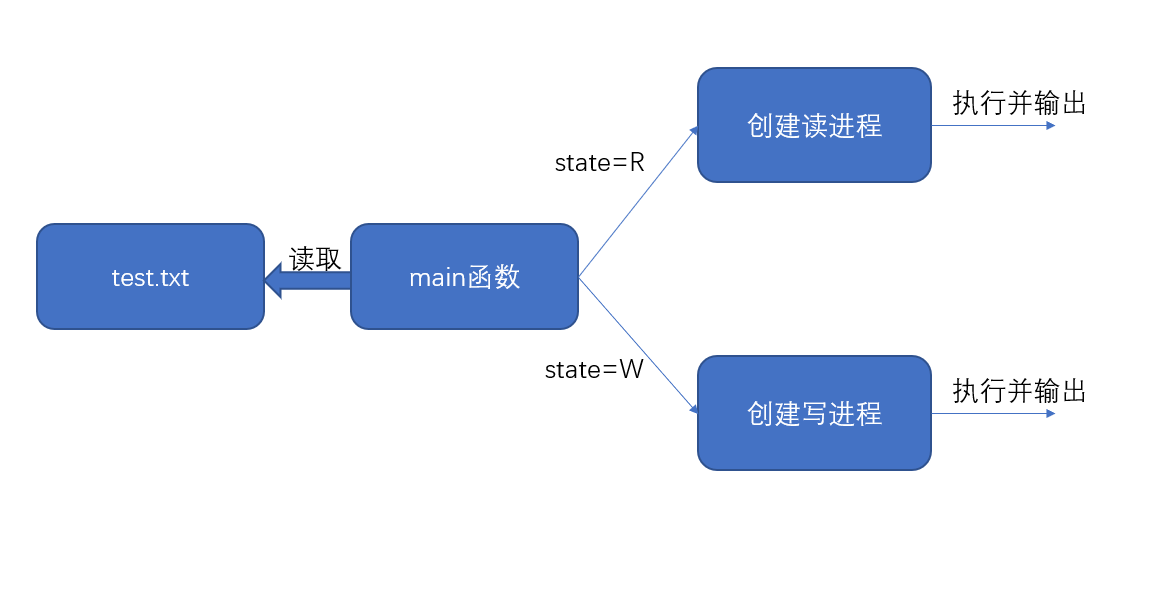 test.txt
读取
main函数
state=R
创建读进程
执行并输出
state=W
创建写进程
执行并输出